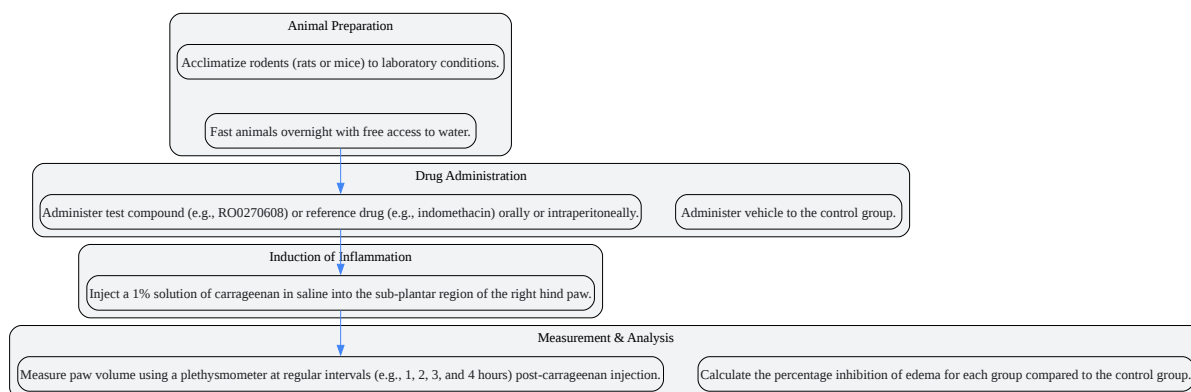 Animal Preparation
Acclimatize rodents (rats or mice) to laboratory conditions.
Fast animals overnight with free access to water.
Drug Administration
Administer test compound (e.g., RO0270608) or reference drug (e.g., indomethacin) orally or intraperitoneally.
Administer vehicle to the control group.
Induction of Inflammation
Inject a 1% solution of carrageenan in saline into the sub-plantar region of the right hind paw.
Measurement & Analysis
Measure paw volume using a plethysmometer at regular intervals (e.g., 1, 2, 3, and 4 hours) post-carrageenan injection.
Calculate the percentage inhibition of edema for each group compared to the control group.